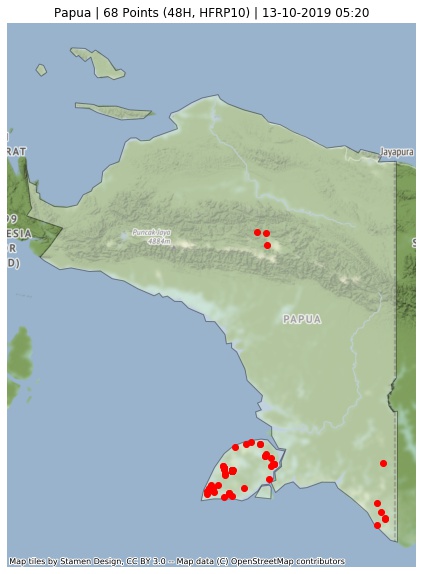 Papua | 68 Points (48H, HFRP10) | 13-10-2019 05:20
Jayapura
RAT
Puncak Jaya
4884m
ESIA
R
D)
PAPUA
Map tiles by Stamen Design, CC BY 3.0 -- Map data (C) OpenStreetMap contributors